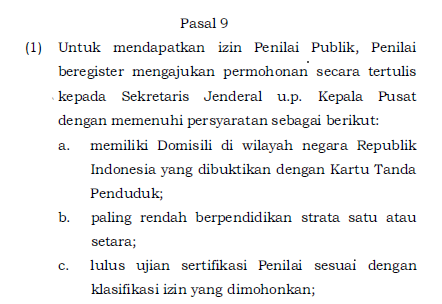 Pasal 9
(1) Untuk mendapatkan izin Penilai Publik, Penilai
beregister mengajukan permohonan secara tertulis
kepada Sekretaris Jenderal u.p. Kepala Pusat
dengan memenuhi persyaratan sebagai berikut:
a. memiliki Domisili di wilayah negara Republik
Indonesia yang dibuktikan dengan Kartu Tanda
Penduduk;
b. paling rendah berpendidikan strata satu atau
setara;
c. lulus ujian sertifikasi Penilai sesuai dengan
klasifikasi izin yang dimohonkan;